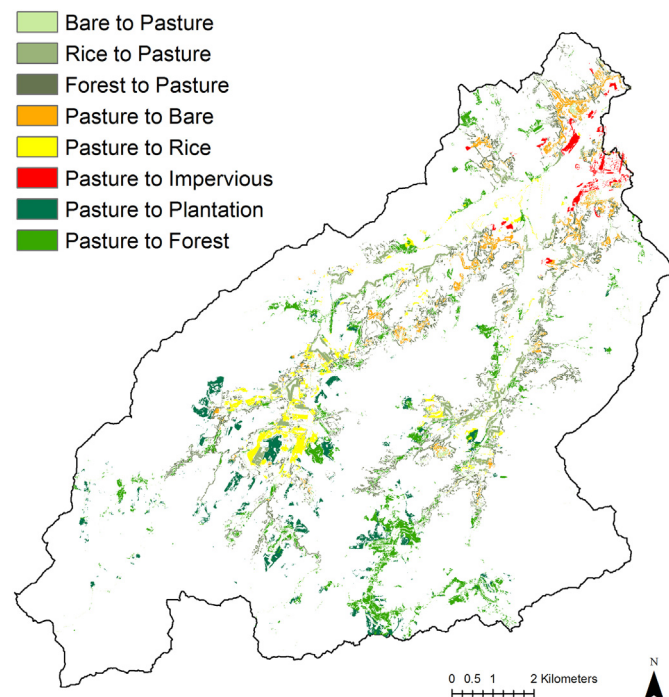 Bare to Pasture
Rice to Pasture
Forest to Pasture
Pasture to Bare
Pasture to Rice
Pasture to Impervious
Pasture to Plantation
Pasture to Forest
N
0 0.5 1 2 Kilometers